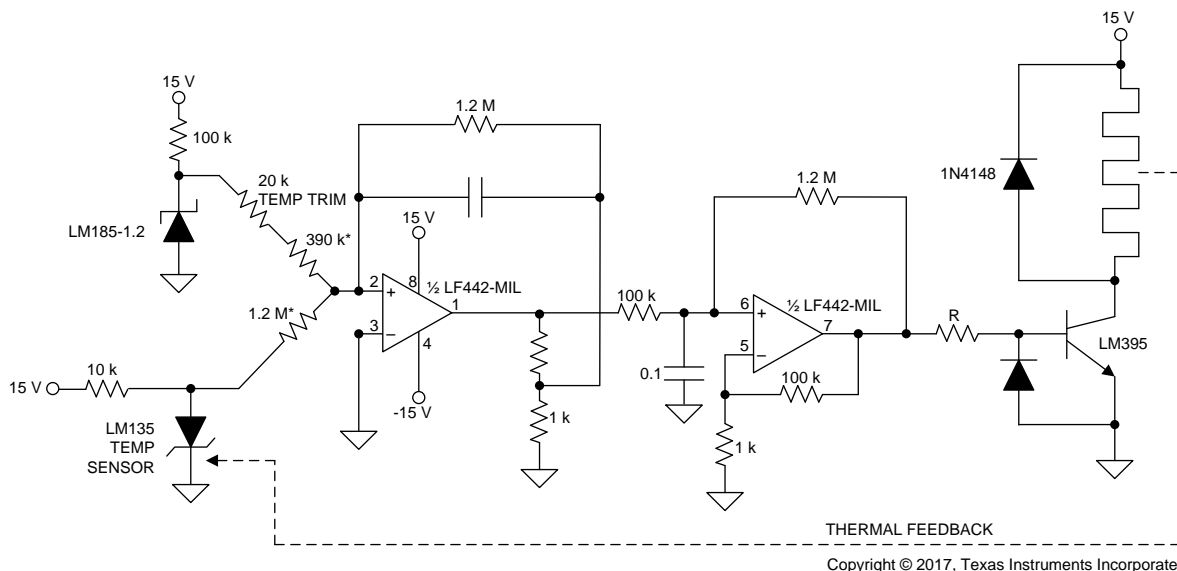 15 V
100 k
20 k
TEMP TRIM
390 k*
LM185-1.2
1.2 M*
15 V
10 k
LM135
TEMP
SENSOR
1.2 M
15 V
2
+
8
½ LF442-MIL
1
3
−
4
-15 V
100 k
1 k
0.1
1.2 M
6
+
½ LF442-MIL
7
5
−
100 k
1 k
R
15 V
1N4148
LM395
THERMAL FEEDBACK
Copyright © 2017, Texas Instruments Incorporate